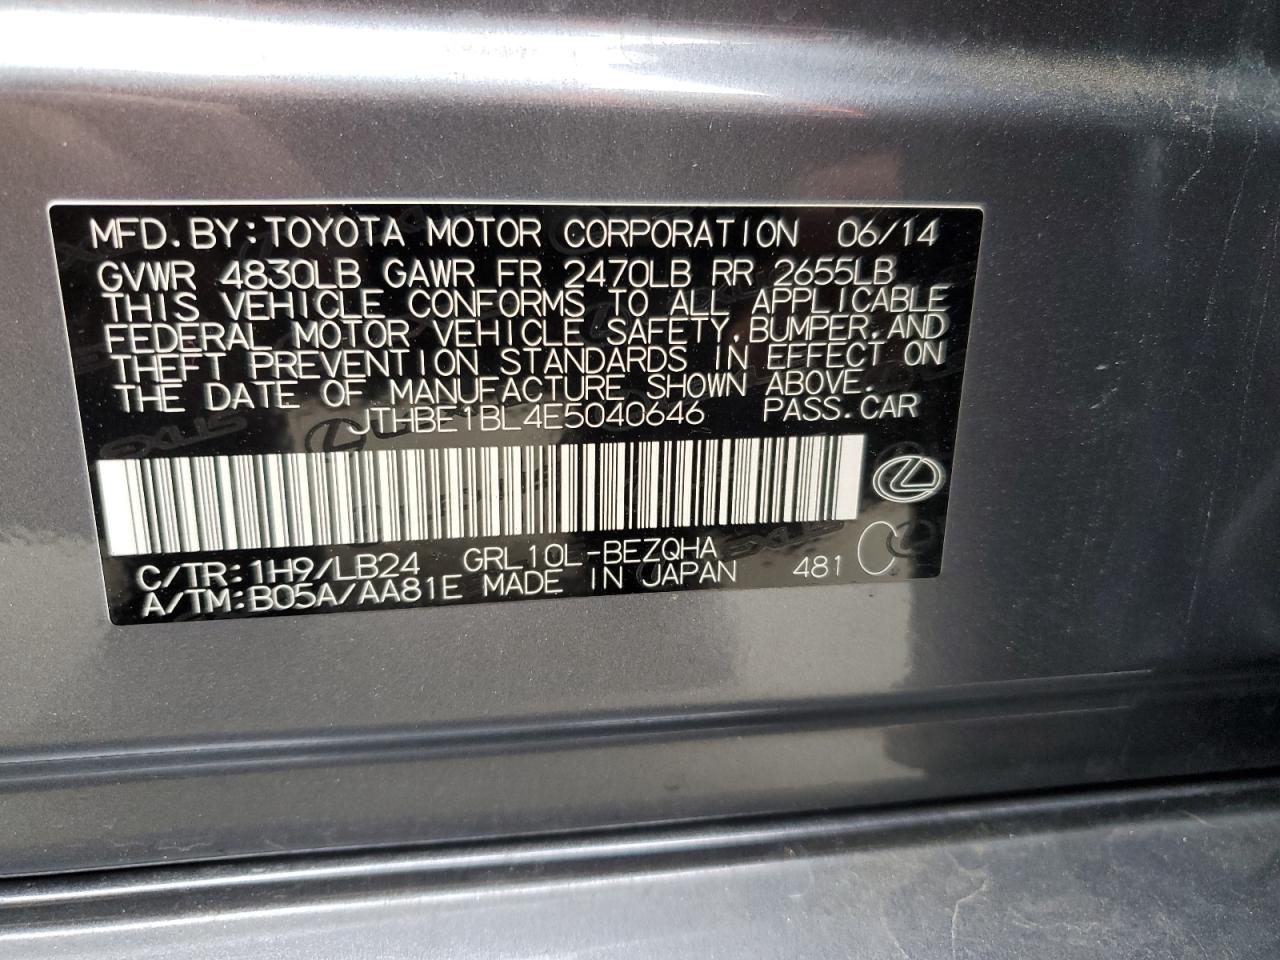 MFD.BY:TOYOTA MOTOR CORPORATION 06/14
GVWR 4830LB GAWR FR 2470LB RR 2655LB
THIS VEHICLE CONFORMS TO ALL APPLICABLE
FEDERAL MOTOR VEHICLE SAFETY,BUMPER,AND
THEFT PREVENTION STANDARDS IN EFFECT ON
THE DATE OF MANUFACTURE SHOWN ABOVE.
JTHBE1BL4E5040646 PASS.CAR
C/TR:1H9/LB24 GRL10L-BEZQHA
A/TM:B05A/AA81E MADE IN JAPAN 481